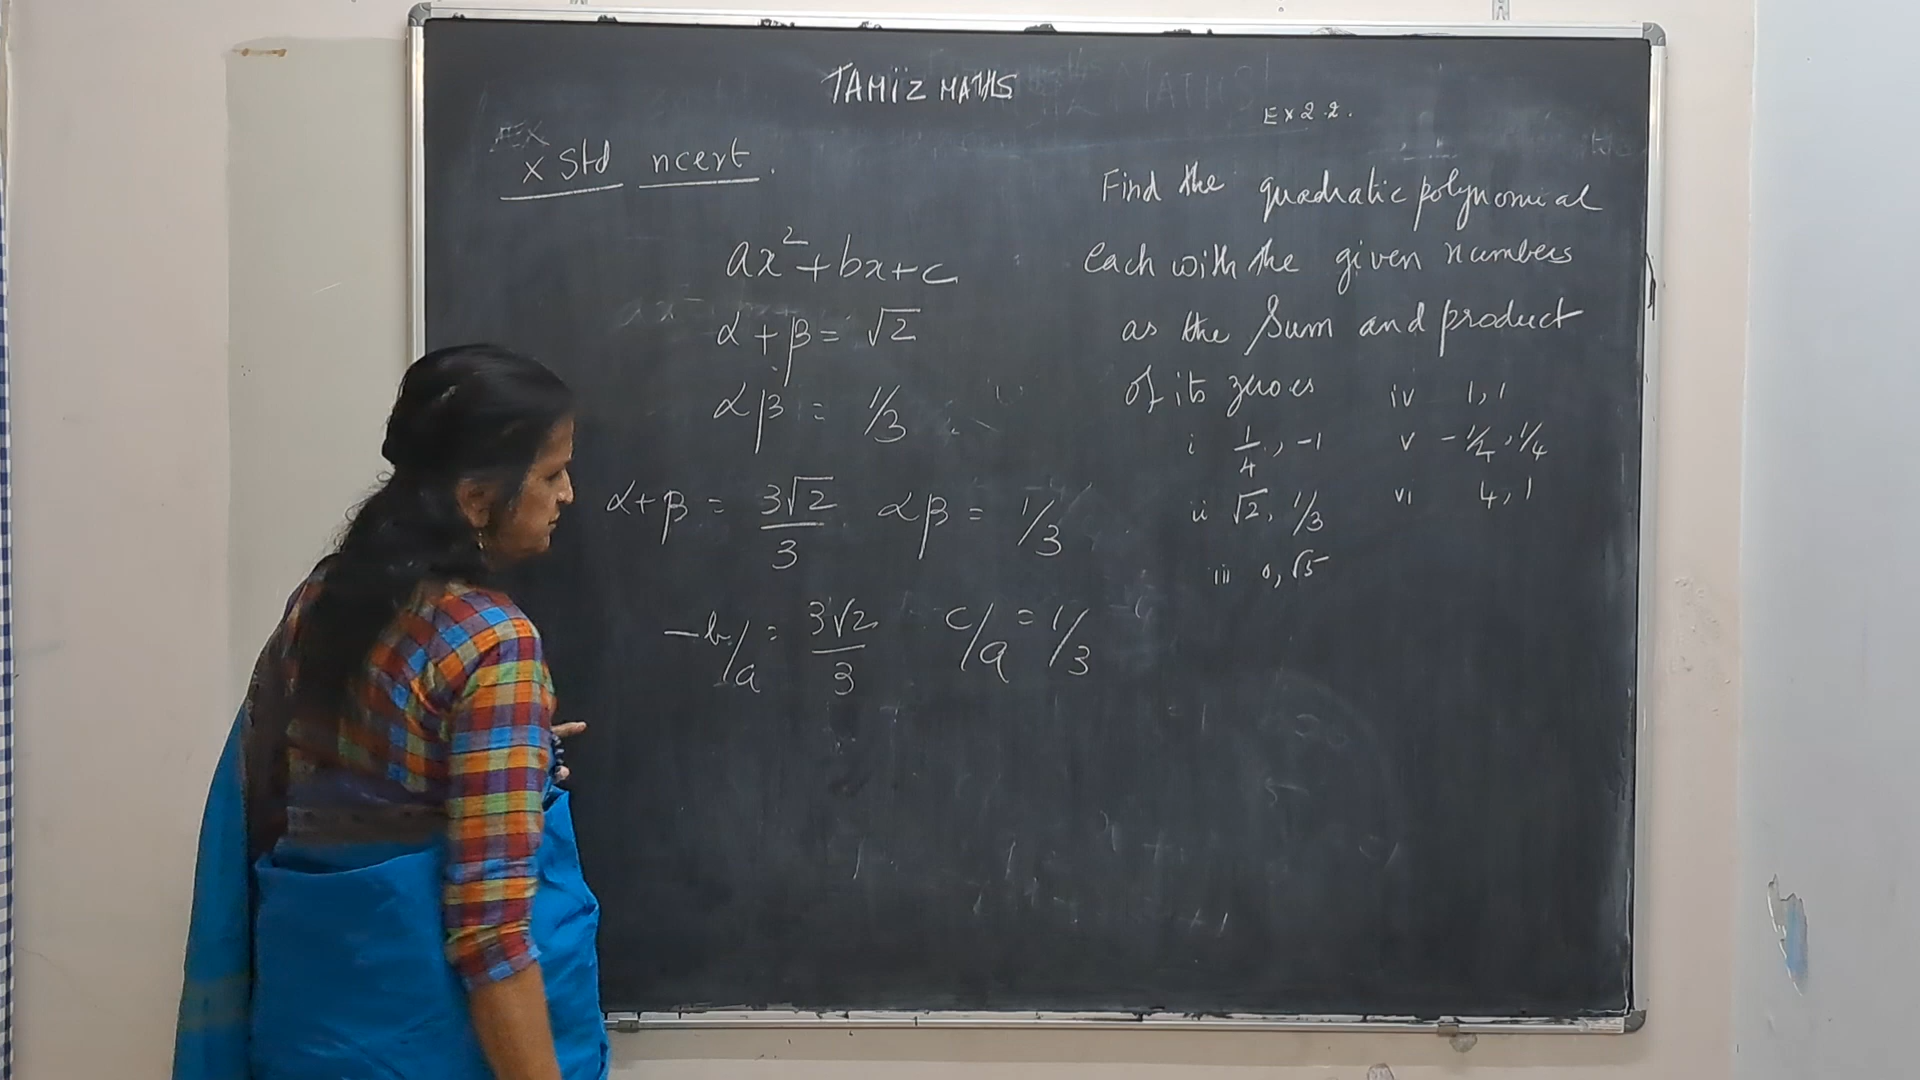 TAMiZ MATHS
Ex 2.2.
X Std ncert.
ax²+bx+c
α+β = √2
αβ = 1/3
α+β = 3√2/3 αβ = 1/3
-b/a = 3√2/3 c/a = 1/3
Find the quadratic polynomial
each with the given numbers
as the Sum and product
of its zeroes
i 1/4, -1
ii √2, 1/3
iii 0, √5
iv 1, 1
v -1/4, 1/4
vi 4, 1